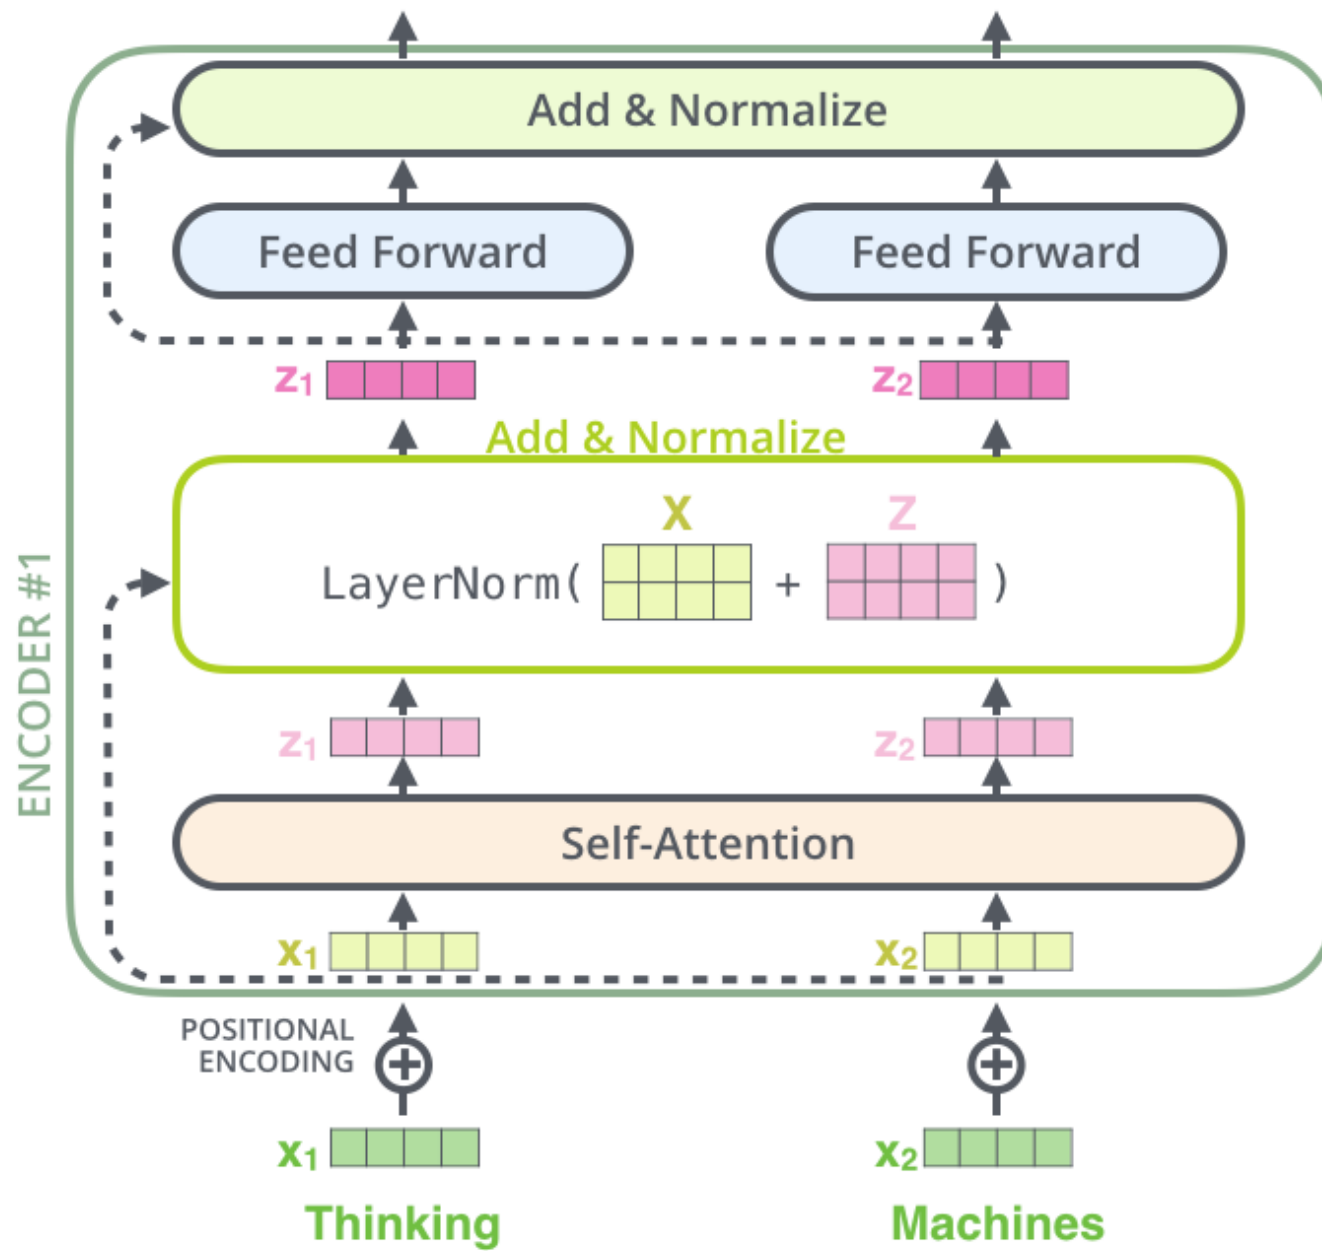 Add & Normalize
Feed Forward Feed Forward
z1 z2
Add & Normalize
X Z
LayerNorm( + )
ENCODER #1
z1 z2
Self-Attention
x1 x2
POSITIONAL
ENCODING
x1 x2
Thinking Machines